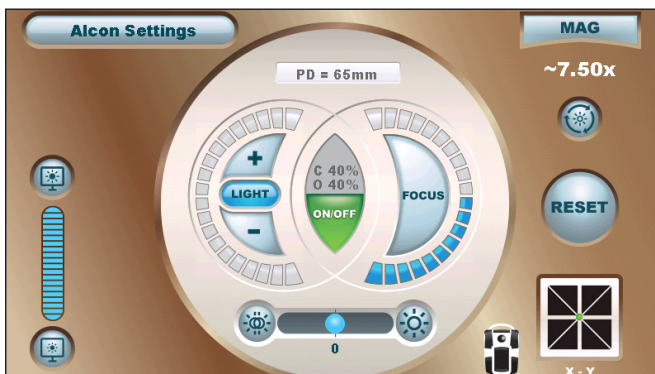 Alcon Settings
MAG
~7.50x
PD = 65mm
+
C 40%
O 40%
LIGHT
ON/OFF
FOCUS
-
RESET
0
X - Y